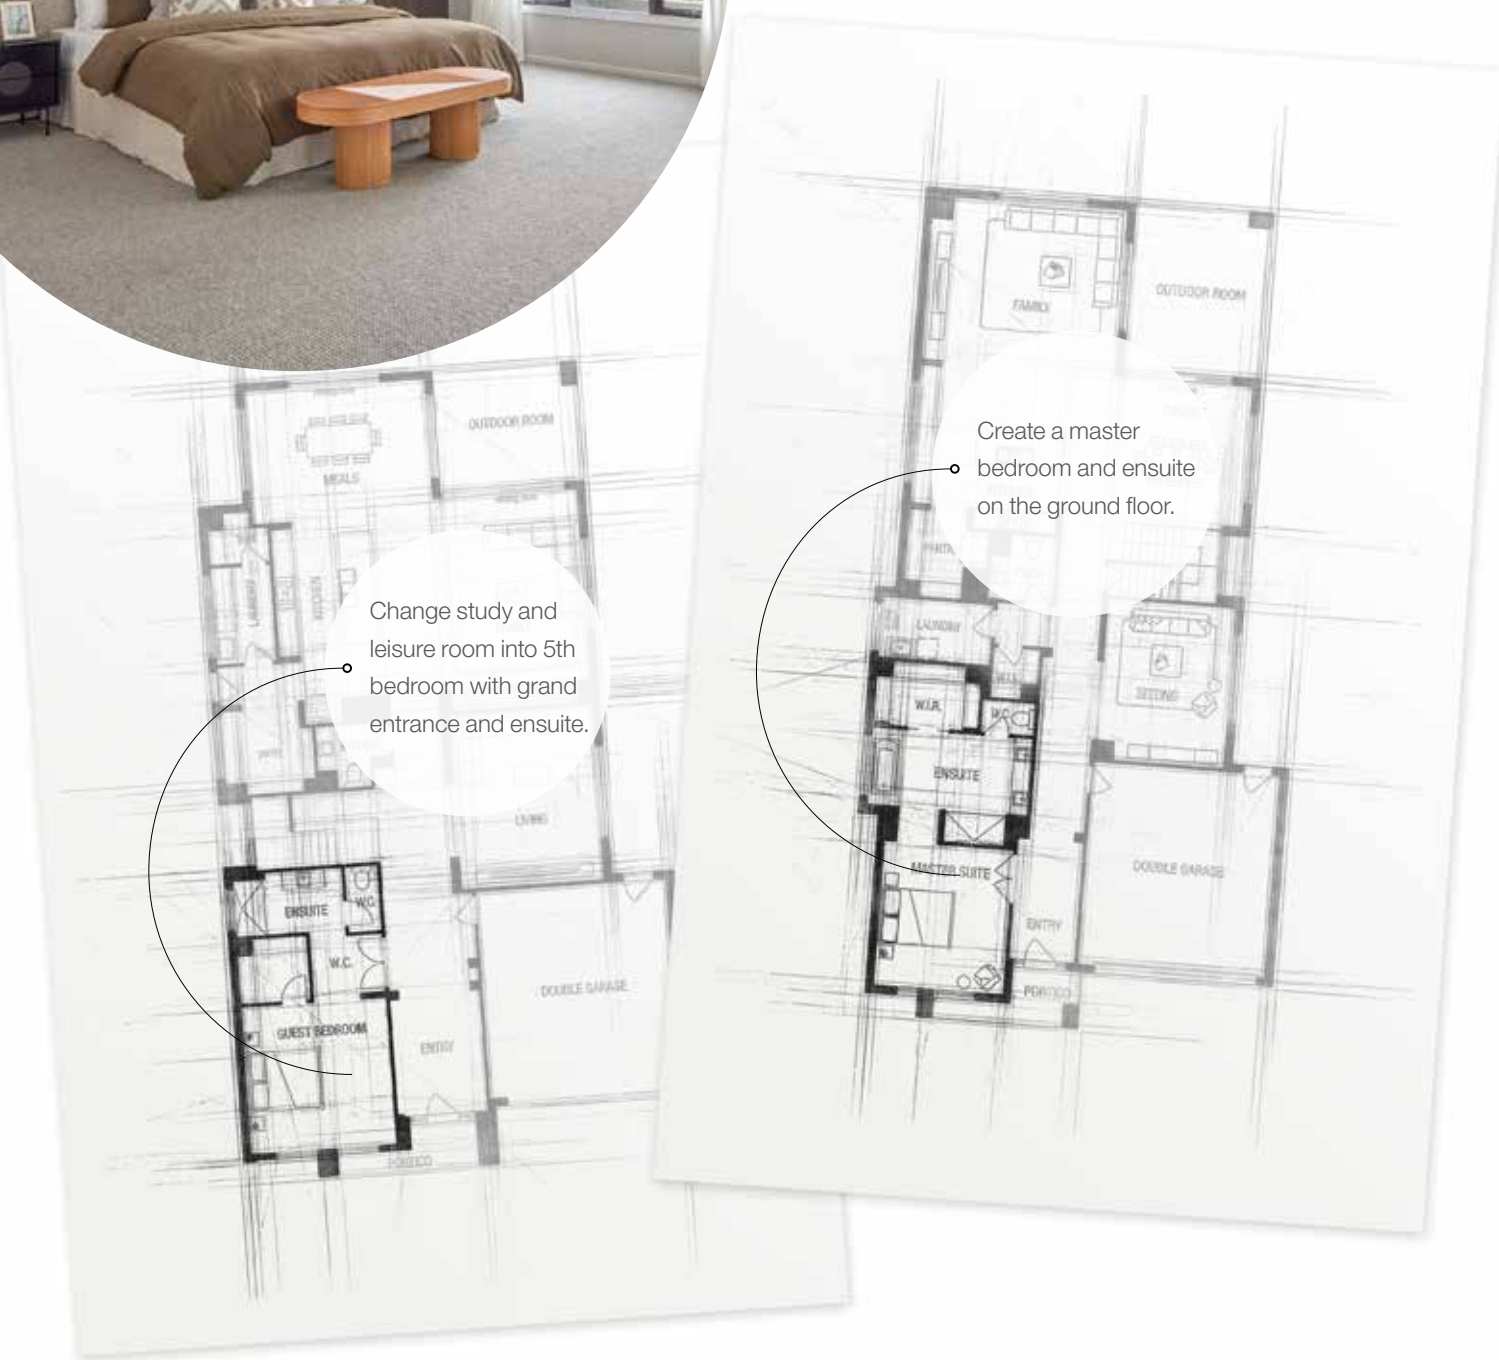 OUTDOOR ROOM
MEALS
KITCHEN
LAUNDRY
Change study and
leisure room into 5th
bedroom with grand
entrance and ensuite.
LIVING
ENSUITE
W.C.
W.C.
DOUBLE GARAGE
GUEST BEDROOM
ENTRY
PORTICO
FAMILY
OUTDOOR ROOM
Create a master
bedroom and ensuite
on the ground floor.
LAUNDRY
W.I.R.
W.C.
SITTING
ENSUITE
MASTER SUITE
DOUBLE GARAGE
ENTRY
PORTICO